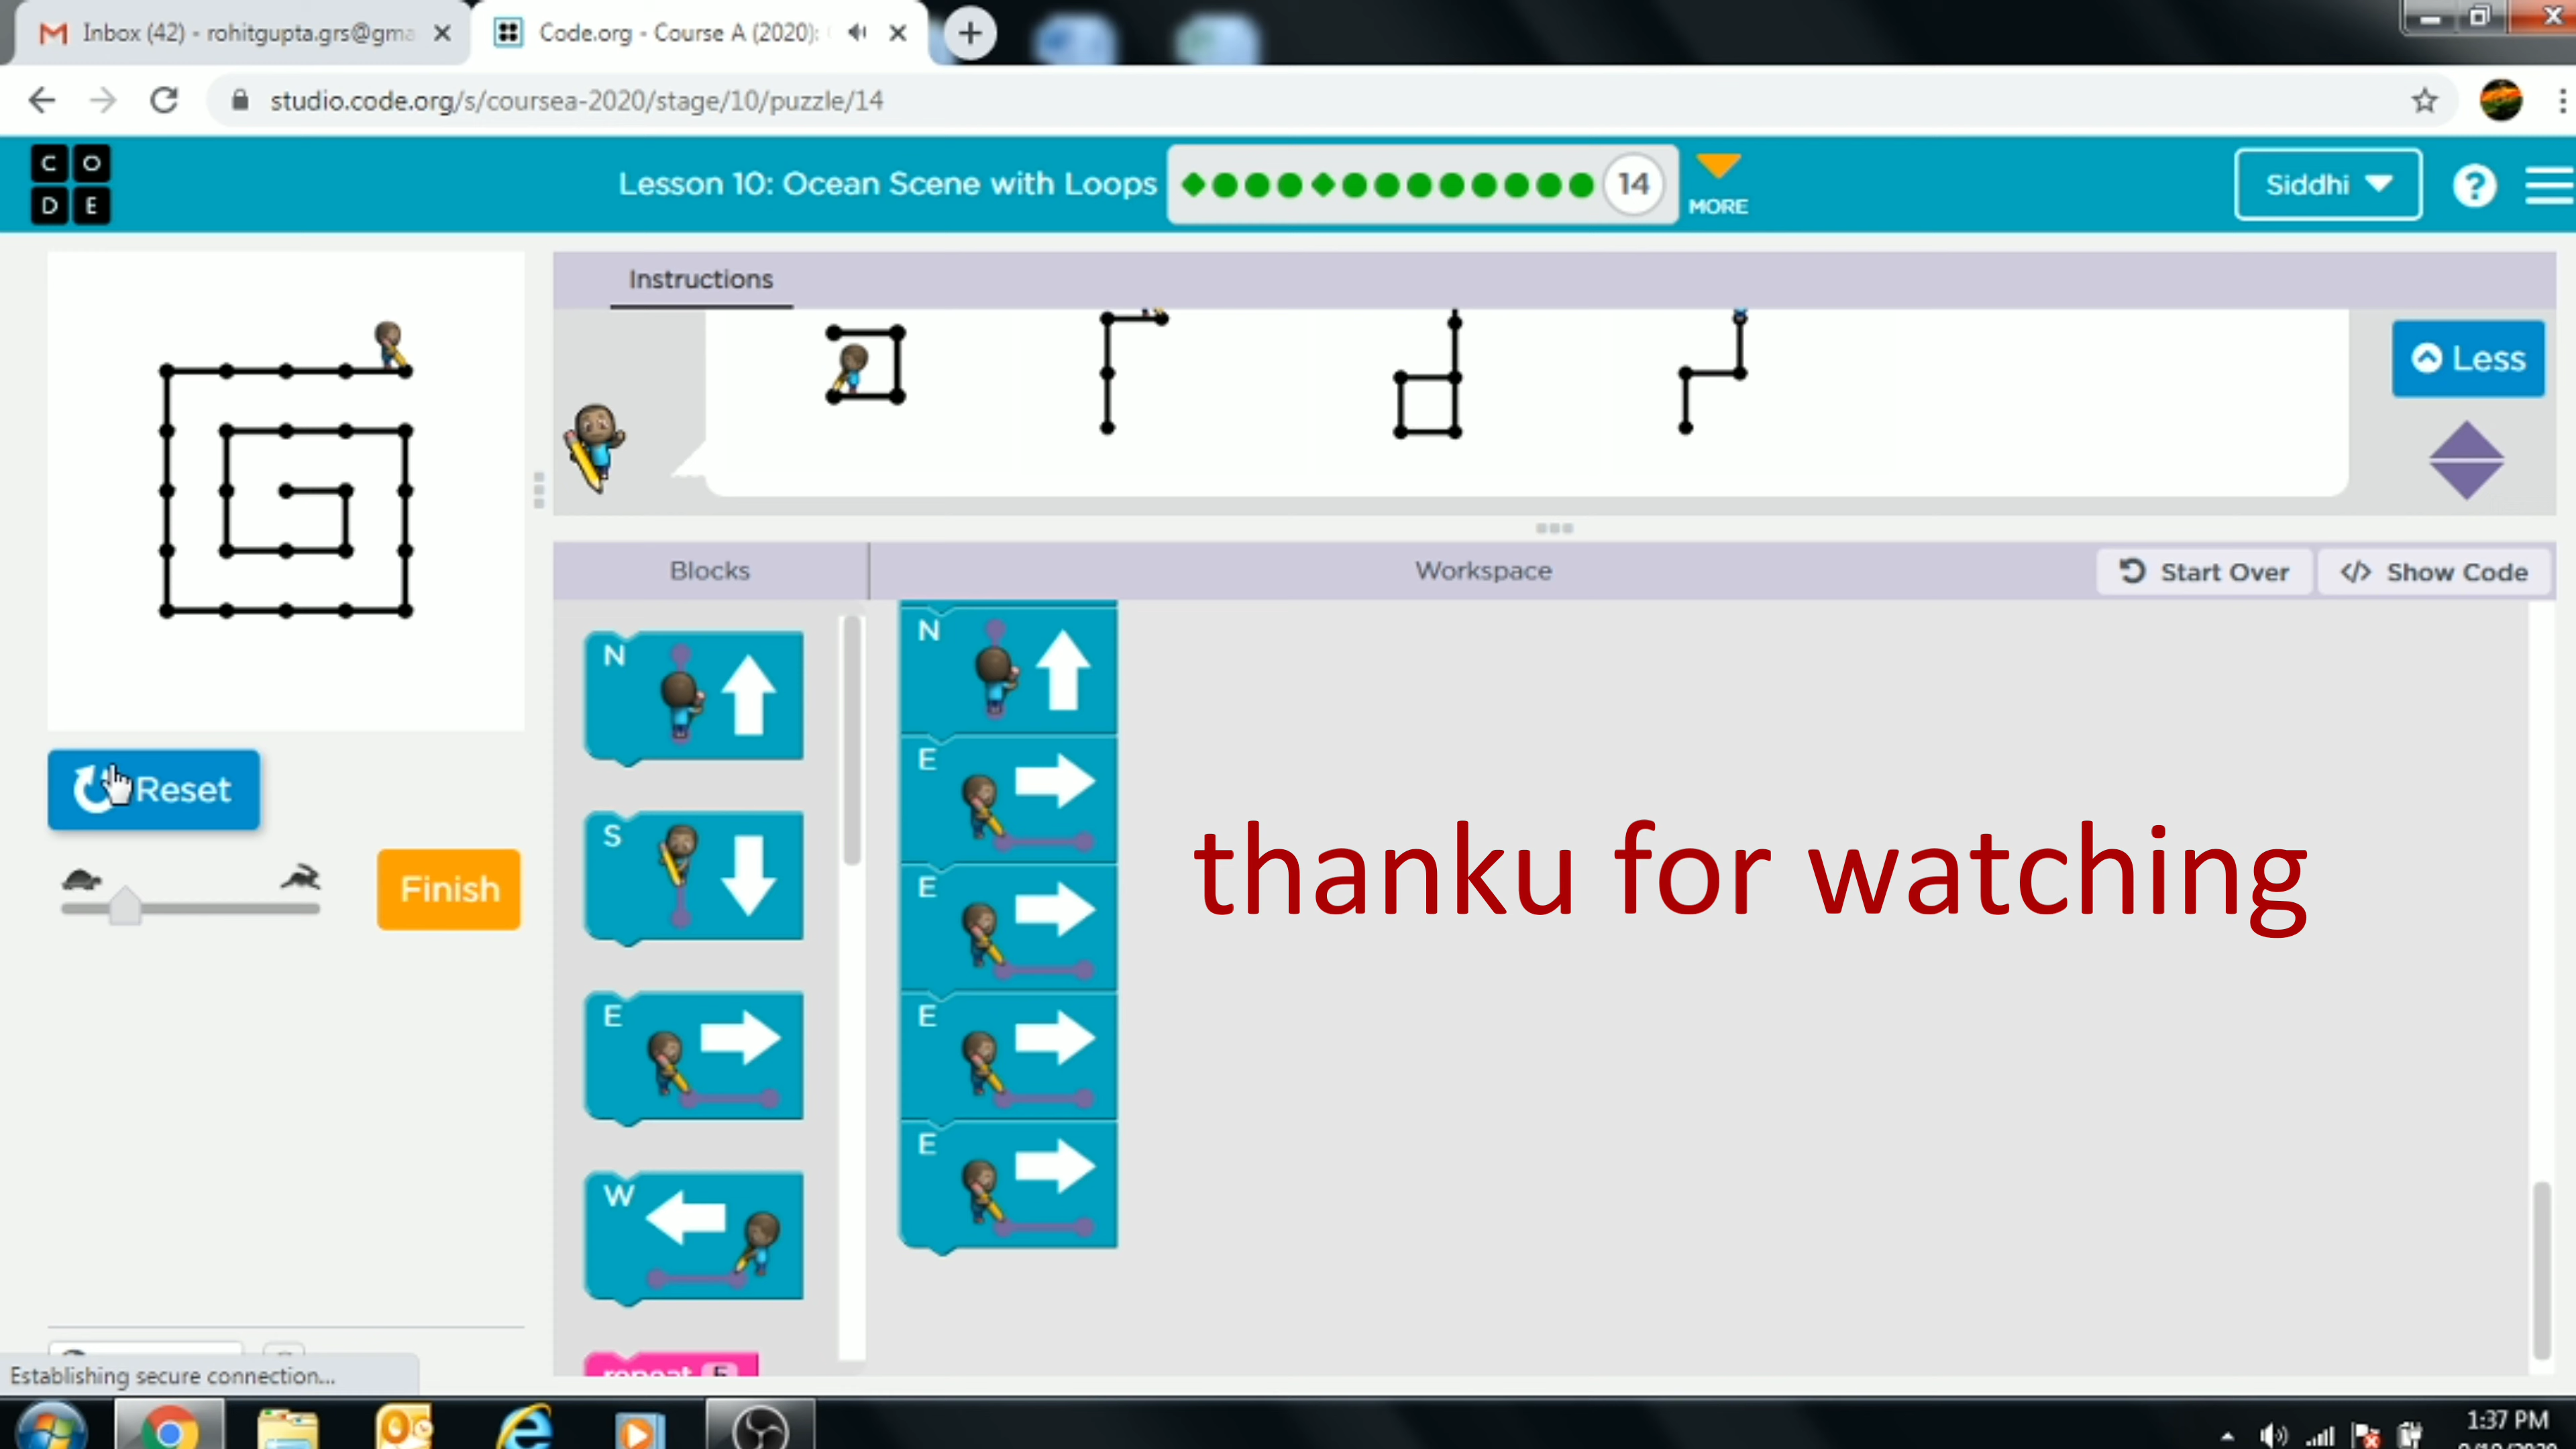 Inbox (42) - rohitgupta.grs@gma
Code.org - Course A (2020):
studio.code.org/s/coursea-2020/stage/10/puzzle/14
C O
D E
Lesson 10: Ocean Scene with Loops
14
MORE
Siddhi
?
Instructions
Less
Blocks
Workspace
Start Over
</> Show Code
N
S
E
W
repeat
N
E
E
E
E
Reset
Finish
thanku for watching
Establishing secure connection...
1:37 PM